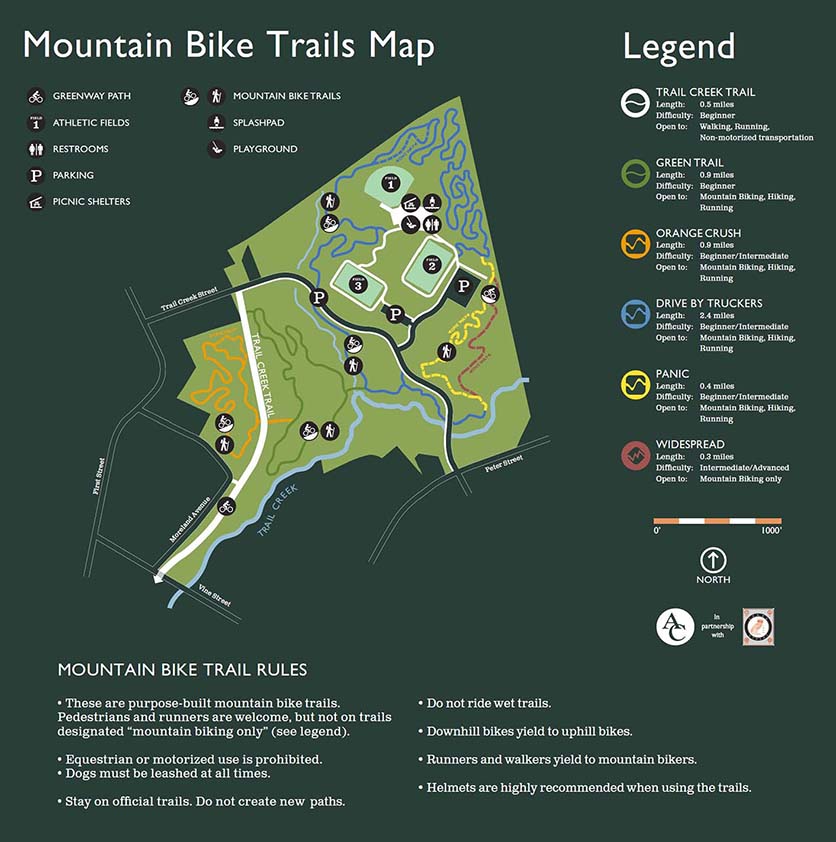 Mountain Bike Trails Map
GREENWAY PATH
FIELD
1
ATHLETIC FIELDS
RESTROOMS
P
PARKING
PICNIC SHELTERS
MOUNTAIN BIKE TRAILS
SPLASHPAD
PLAYGROUND
FIELD
1
FIELD
2
FIELD
3
P
P
P
Trail Creek Street
TRAIL CREEK TRAIL
First Street
Moreland Avenue
TRAIL CREEK
Vine Street
Peter Street
Legend
TRAIL CREEK TRAIL
Length: 0.5 miles
Difficulty: Beginner
Open to: Walking, Running,
Non-motorized transportation
GREEN TRAIL
Length: 0.9 miles
Difficulty: Beginner
Open to: Mountain Biking, Hiking,
Running
ORANGE CRUSH
Length: 0.9 miles
Difficulty: Beginner/Intermediate
Open to: Mountain Biking, Hiking,
Running
DRIVE BY TRUCKERS
Length: 2.4 miles
Difficulty: Beginner/Intermediate
Open to: Mountain Biking, Hiking,
Running
PANIC
Length: 0.4 miles
Difficulty: Beginner/Intermediate
Open to: Mountain Biking, Hiking,
Running
WIDESPREAD
Length: 0.3 miles
Difficulty: Intermediate/Advanced
Open to: Mountain Biking only
0' 1000'
NORTH
AC
In
partnership
with
MOUNTAIN BIKE TRAIL RULES
• These are purpose-built mountain bike trails.
Pedestrians and runners are welcome, but not on trails
designated “mountain biking only” (see legend).
• Equestrian or motorized use is prohibited.
• Dogs must be leashed at all times.
• Stay on official trails. Do not create new paths.
• Do not ride wet trails.
• Downhill bikes yield to uphill bikes.
• Runners and walkers yield to mountain bikers.
• Helmets are highly recommended when using the trails.